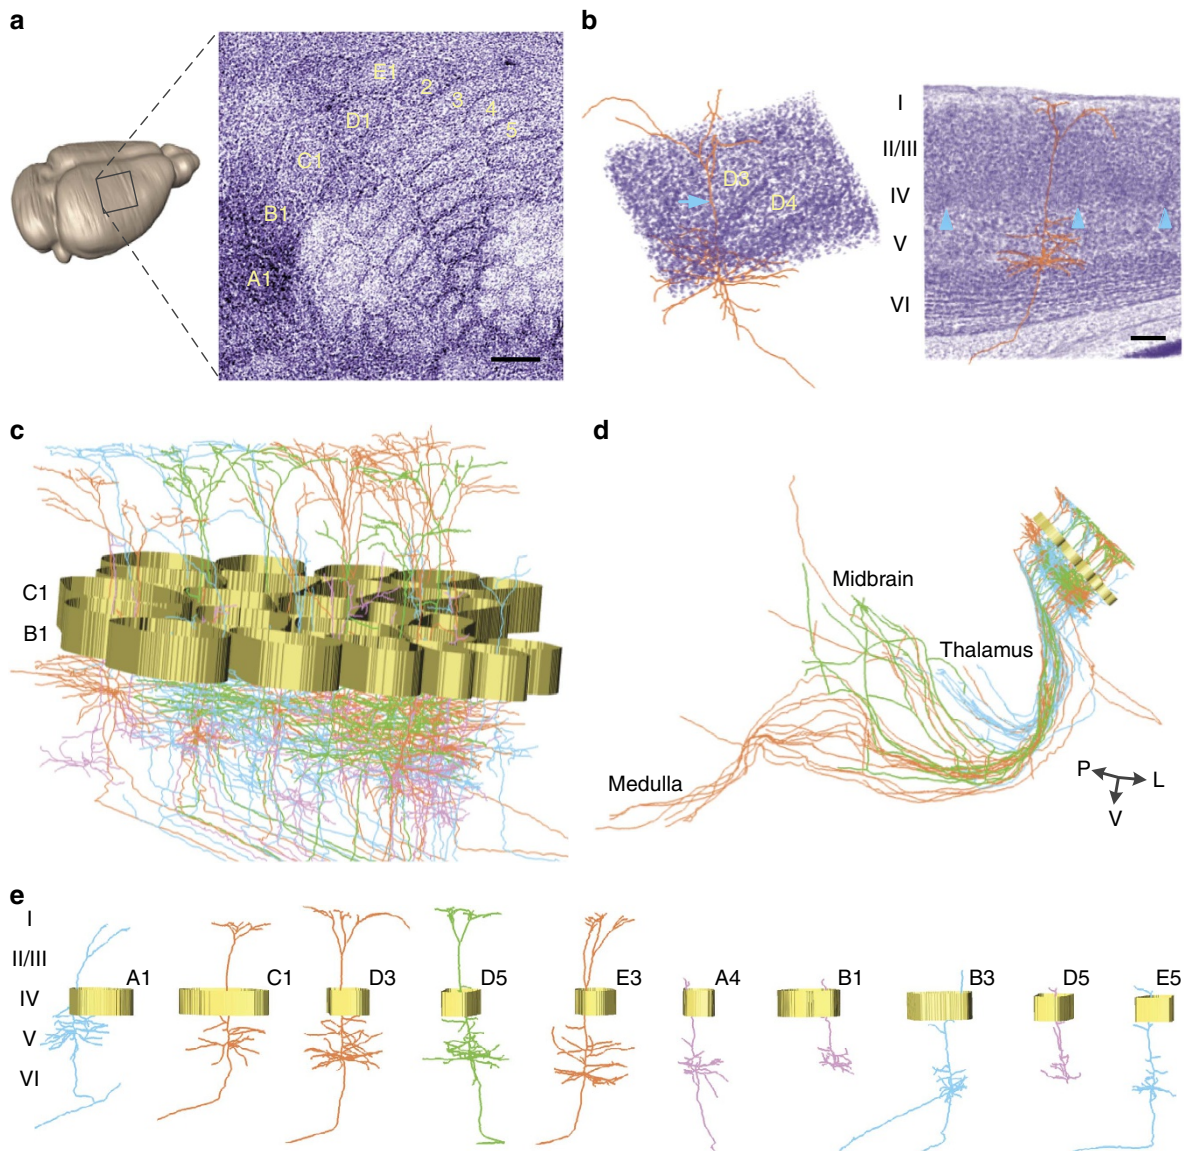 a
E1
2
3
4
5
D1
C1
B1
A1
b
D3
D4
I
II/III
IV
V
VI
c
C1
B1
d
Midbrain
Thalamus
Medulla
P
L
V
e
I
II/III
IV
V
VI
A1
C1
D3
D5
E3
A4
B1
B3
D5
E5